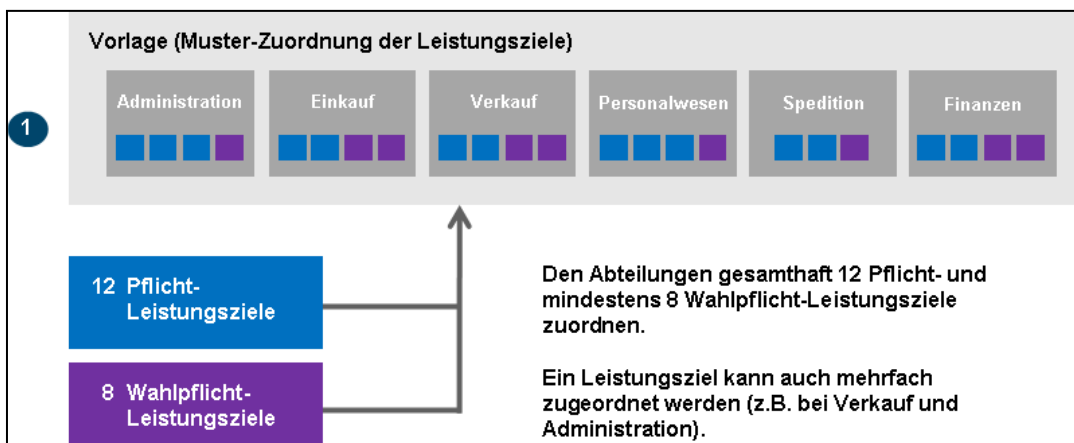 Vorlage (Muster-Zuordnung der Leistungsziele)
Administration
Einkauf
Verkauf
Personalwesen
Spedition
Finanzen
1
12 Pflicht-
Leistungsziele
8 Wahlpflicht-
Leistungsziele
Den Abteilungen gesamthaft 12 Pflicht- und
mindestens 8 Wahlpflicht-Leistungsziele
zuordnen.
Ein Leistungsziel kann auch mehrfach
zugeordnet werden (z.B. bei Verkauf und
Administration).